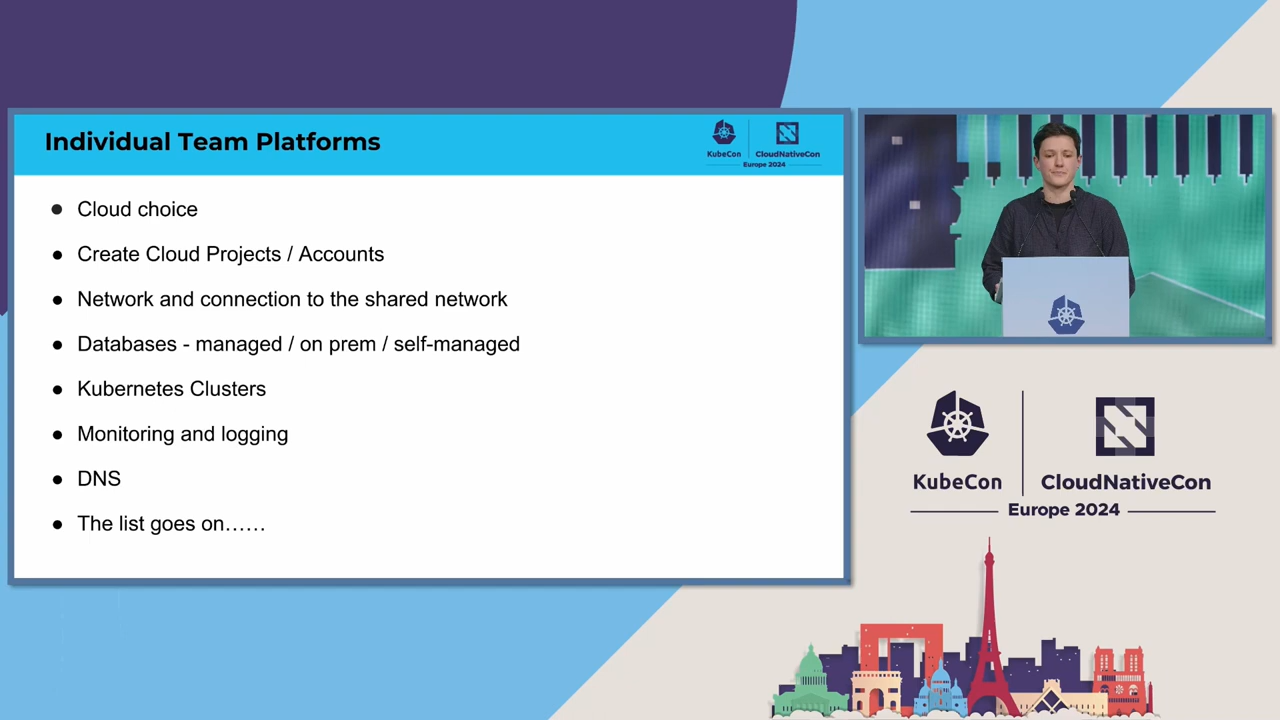 Individual Team Platforms
KubeCon
CloudNativeCon
Europe 2024
● Cloud choice
● Create Cloud Projects / Accounts
● Network and connection to the shared network
● Databases - managed / on prem / self-managed
● Kubernetes Clusters
● Monitoring and logging
● DNS
● The list goes on……
KubeCon
CloudNativeCon
Europe 2024